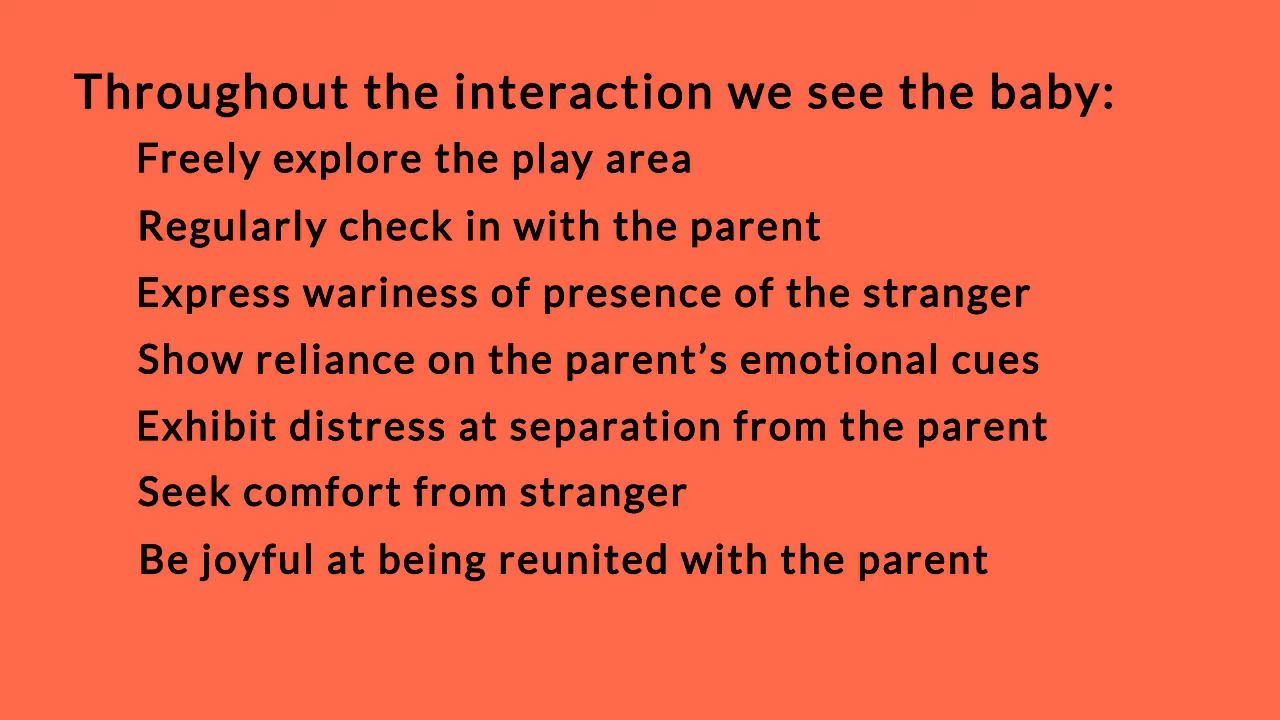 Throughout the interaction we see the baby:
Freely explore the play area
Regularly check in with the parent
Express wariness of presence of the stranger
Show reliance on the parent’s emotional cues
Exhibit distress at separation from the parent
Seek comfort from stranger
Be joyful at being reunited with the parent